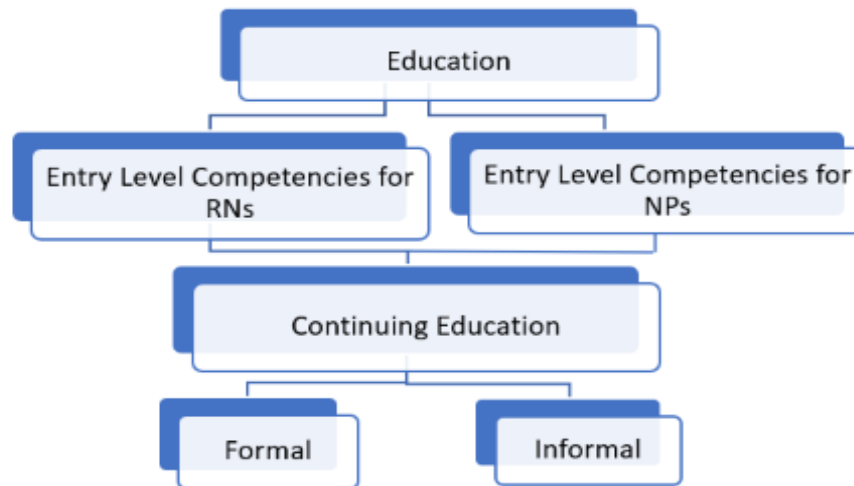 Education
Entry Level Competencies for
RNs
Entry Level Competencies for
NPs
Continuing Education
Formal
Informal